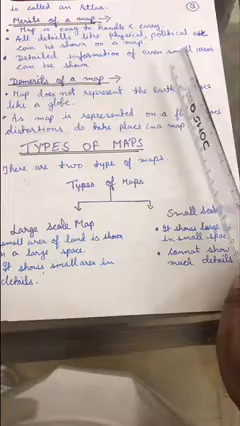 is called an Atlas.
Merits of a map →
• Map is easy to handle & carry.
• All details like physical, political etc
can be shown on a map.
• Detailed information of even small areas
can be shown.
Demerits of a map →
• Map does not represent the earth
like a globe.
• As map is represented on a
distortions do take place in a map.
TYPES OF MAPS
There are two type of maps
Types of Maps
Large Scale Map
small area of land is shown
in a large space.
It shows small area in
details.
Small Scale
• It shows large
in small space
• Cannot show
much details